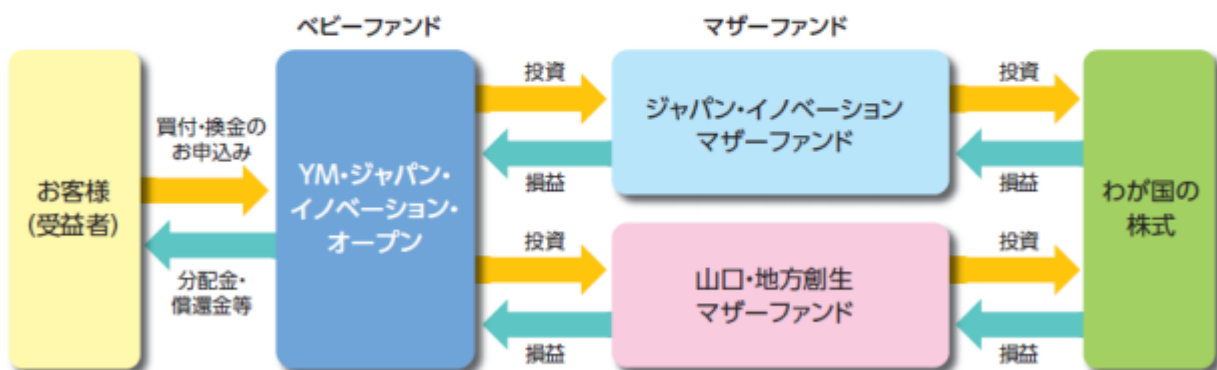 ベビーファンド
マザーファンド
お客様
(受益者)
買付・換金の
お申込み
分配金・
償還金等
YM・ジャパン・
イノベーション・
オープン
投資
損益
投資
損益
ジャパン・イノベーション
マザーファンド
山口・地方創生
マザーファンド
投資
損益
投資
損益
わが国の
株式